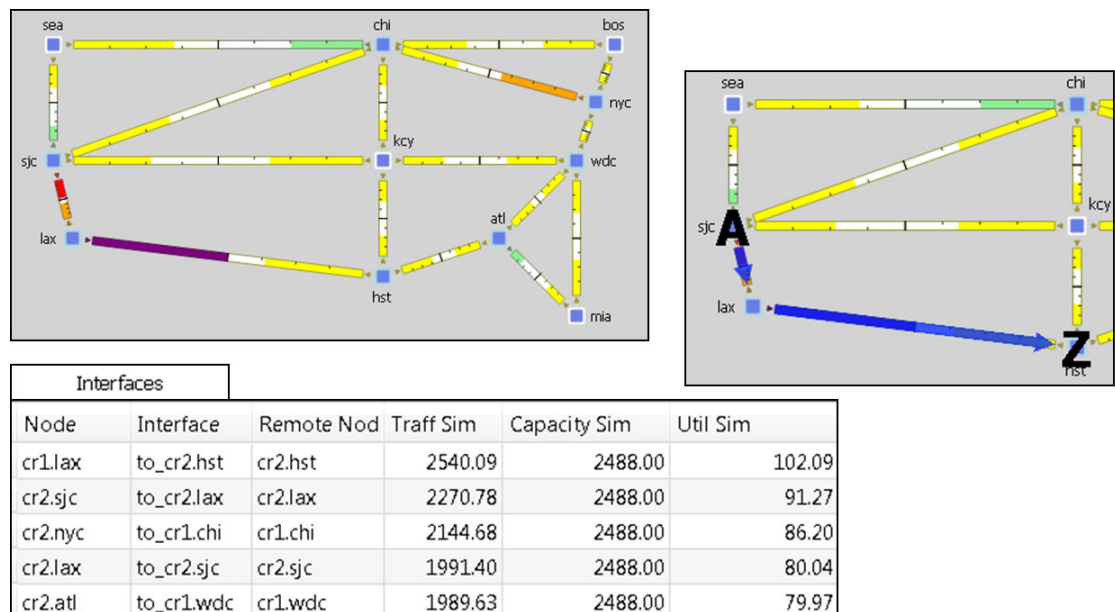 sea chi bos
nyc
kcy
sjc wdc
atl
lax
hst
mia
sea chi
kcy
sjc A
lax
Z
hst
Interfaces
Node Interface Remote Nod Traff Sim Capacity Sim Util Sim
cr1.lax to_cr2.hst cr2.hst 2540.09 2488.00 102.09
cr2.sjc to_cr2.lax cr2.lax 2270.78 2488.00 91.27
cr2.nyc to_cr1.chi cr1.chi 2144.68 2488.00 86.20
cr2.lax to_cr2.sjc cr2.sjc 1991.40 2488.00 80.04
cr2.atl to_cr1.wdc cr1.wdc 1989.63 2488.00 79.97